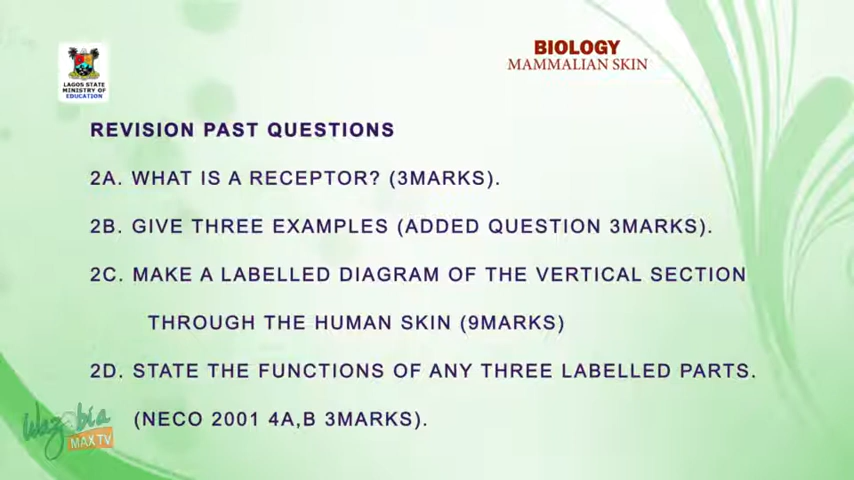 BIOLOGY
MAMMALIAN SKIN
LAGOS STATE
MINISTRY OF
EDUCATION
REVISION PAST QUESTIONS
2A. WHAT IS A RECEPTOR? (3MARKS).
2B. GIVE THREE EXAMPLES (ADDED QUESTION 3MARKS).
2C. MAKE A LABELLED DIAGRAM OF THE VERTICAL SECTION
THROUGH THE HUMAN SKIN (9MARKS)
2D. STATE THE FUNCTIONS OF ANY THREE LABELLED PARTS.
(NECO 2001 4A,B 3MARKS).
Wazobia
MAX TV